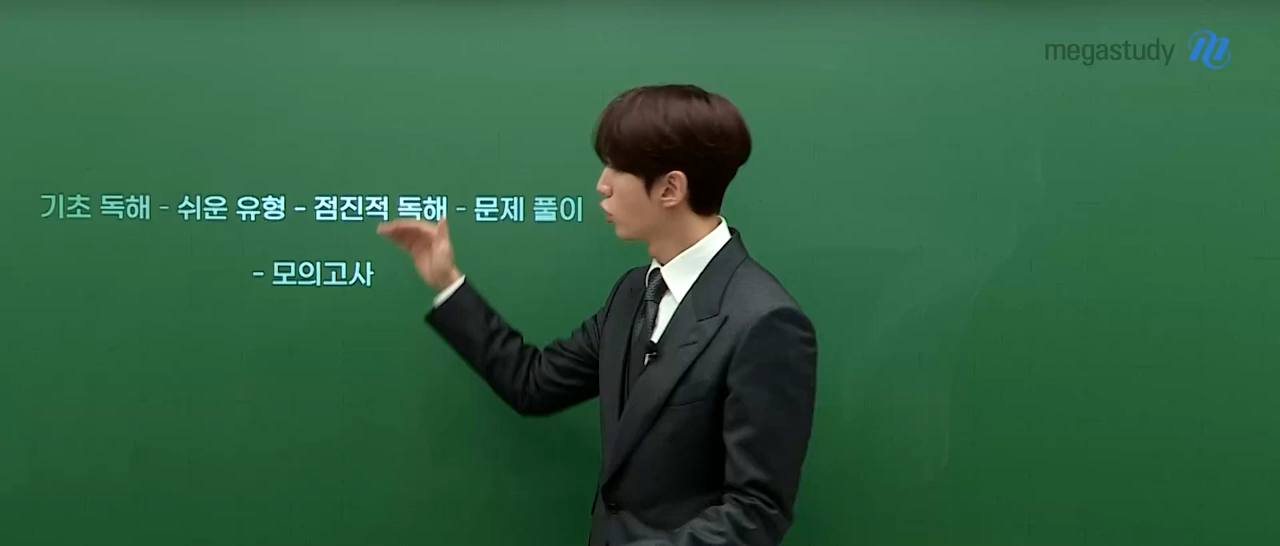 megastudy
기초 독해 - 쉬운 유형 - 점진적 독해 - 문제 풀이
- 모의고사